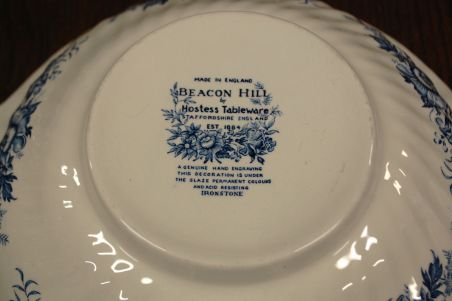 MADE IN ENGLAND
BEACON HILL
by
Hostess Tableware
STAFFORDSHIRE ENGLAND
EST 1884
A GENUINE HAND ENGRAVING
THIS DECORATION IS UNDER
THE GLAZE PERMANENT COLOURS
AND ACID RESISTING
IRONSTONE